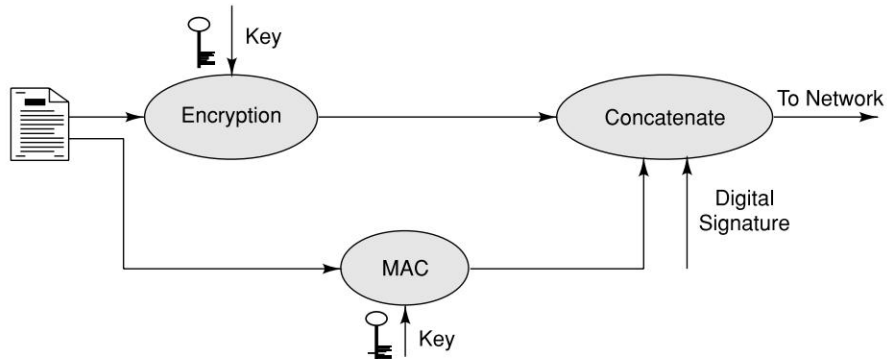 Key
Encryption
Concatenate
To Network
Digital
Signature
MAC
Key